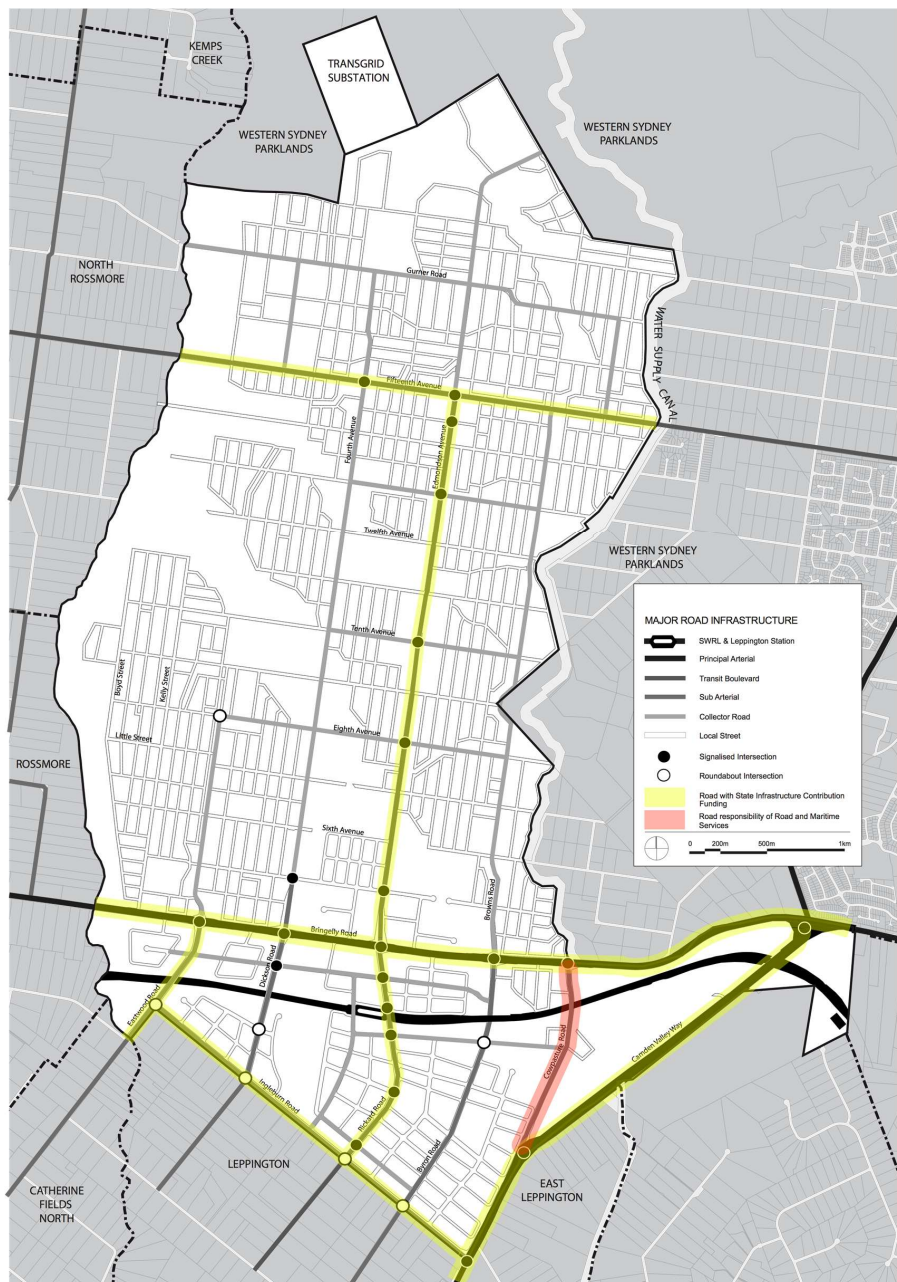 KEMPS
CREEK
TRANSGRID
SUBSTATION
WESTERN SYDNEY
PARKLANDS
WESTERN SYDNEY
PARKLANDS
NORTH
ROSSMORE
Gurner Road
WATER SUPPLY CANAL
Fifteenth Avenue
Fourth Avenue
Edmondson Avenue
Twelfth Avenue
WESTERN SYDNEY
PARKLANDS
Tenth Avenue
Boyd Street
Kelly Street
Eighth Avenue
Little Street
ROSSMORE
Sixth Avenue
Browns Road
Bringelly Road
Dickson Road
Eastwood Road
Cowpasture Road
Camden Valley Way
Ingleburn Road
Rickard Road
Byron Road
LEPPINGTON
CATHERINE
FIELDS
NORTH
EAST
LEPPINGTON
MAJOR ROAD INFRASTRUCTURE
SWRL & Leppington Station
Principal Arterial
Transit Boulevard
Sub Arterial
Collector Road
Local Street
Signalised Intersection
Roundabout Intersection
Road with State Infrastructure Contribution
Funding
Road responsibility of Road and Maritime
Services
0 200m 500m 1km